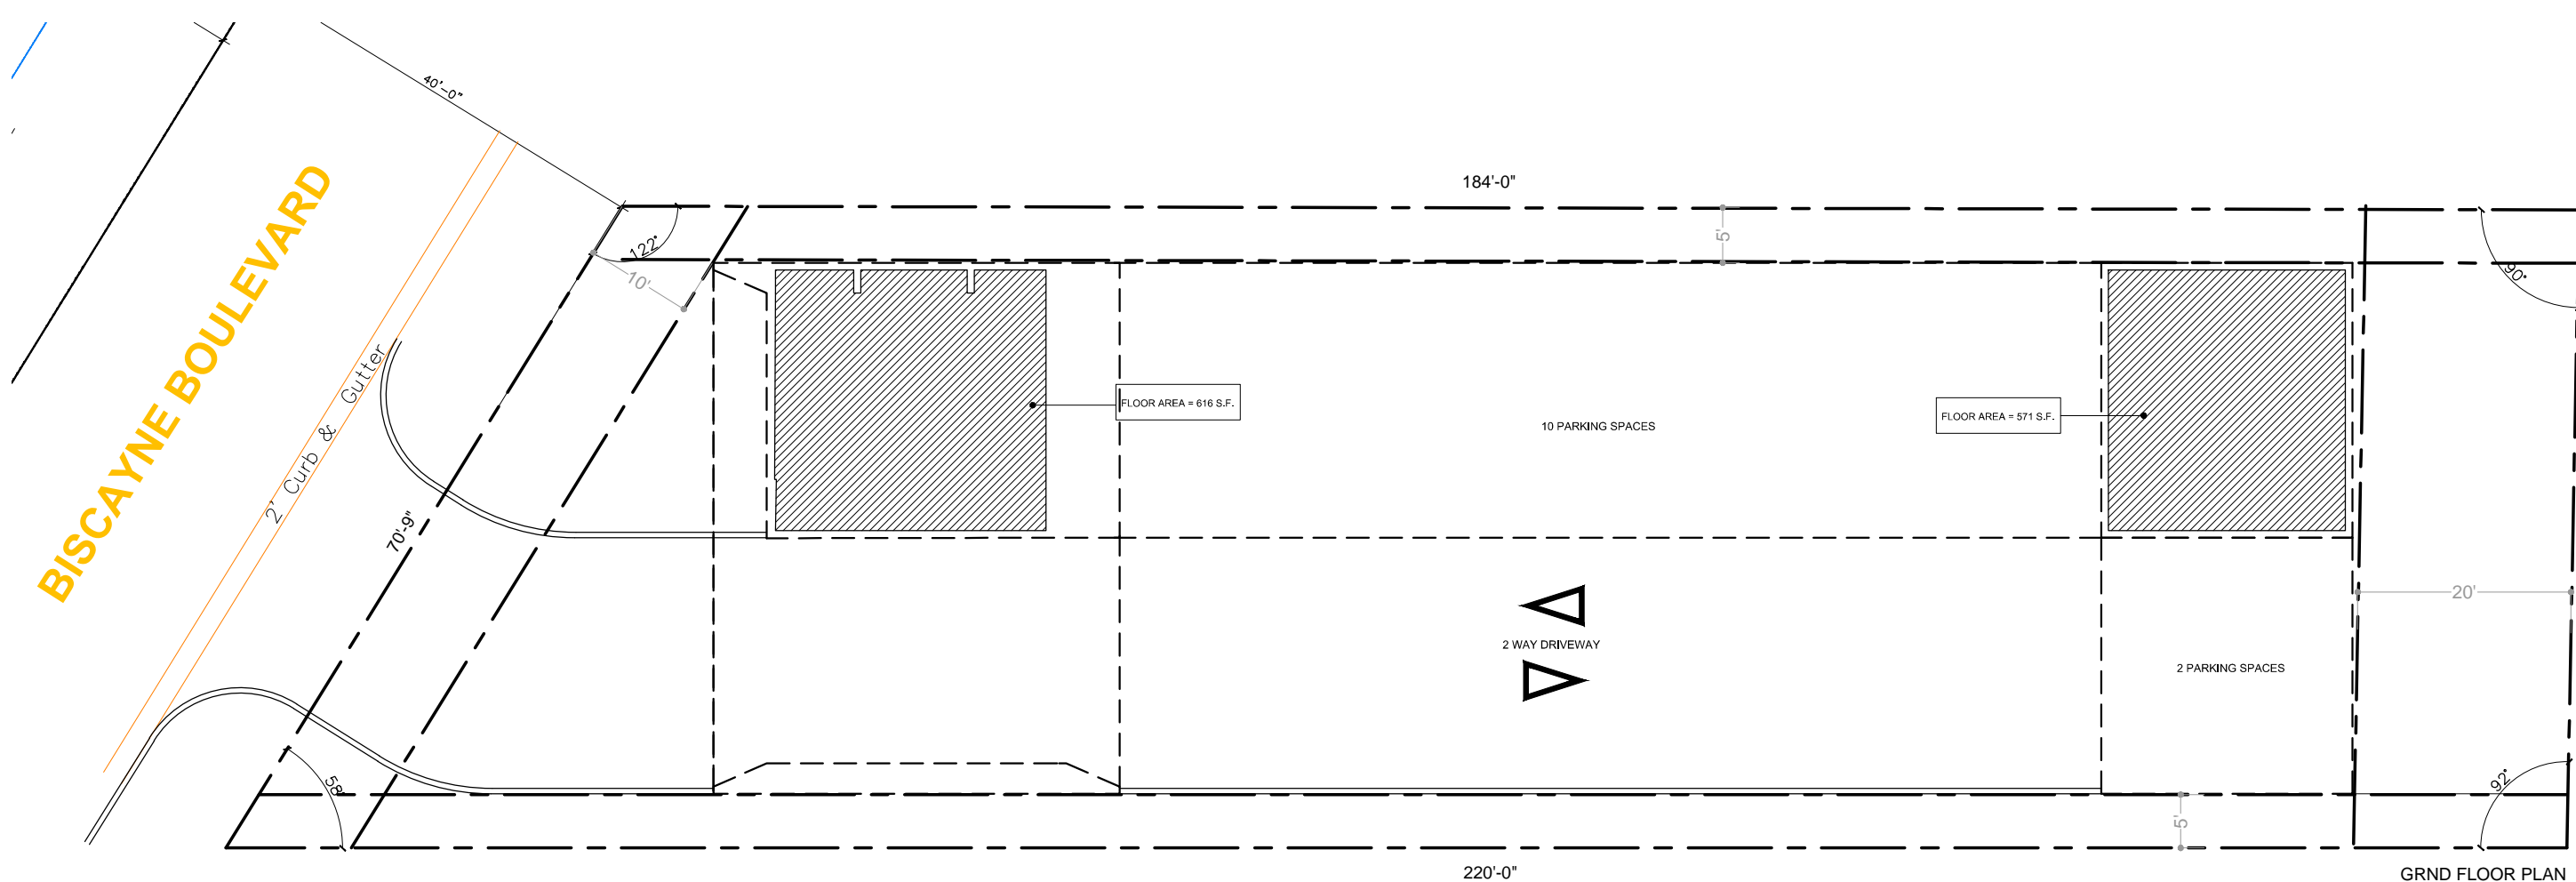 40'-0"
BISCAYNE BOULEVARD
2' Curb & Gutter
184'-0"
5'
122°
10'
90°
FLOOR AREA = 616 S.F.
10 PARKING SPACES
FLOOR AREA = 571 S.F.
70'-9"
20'
2 WAY DRIVEWAY
2 PARKING SPACES
58°
92°
5'
220'-0"
GRND FLOOR PLAN